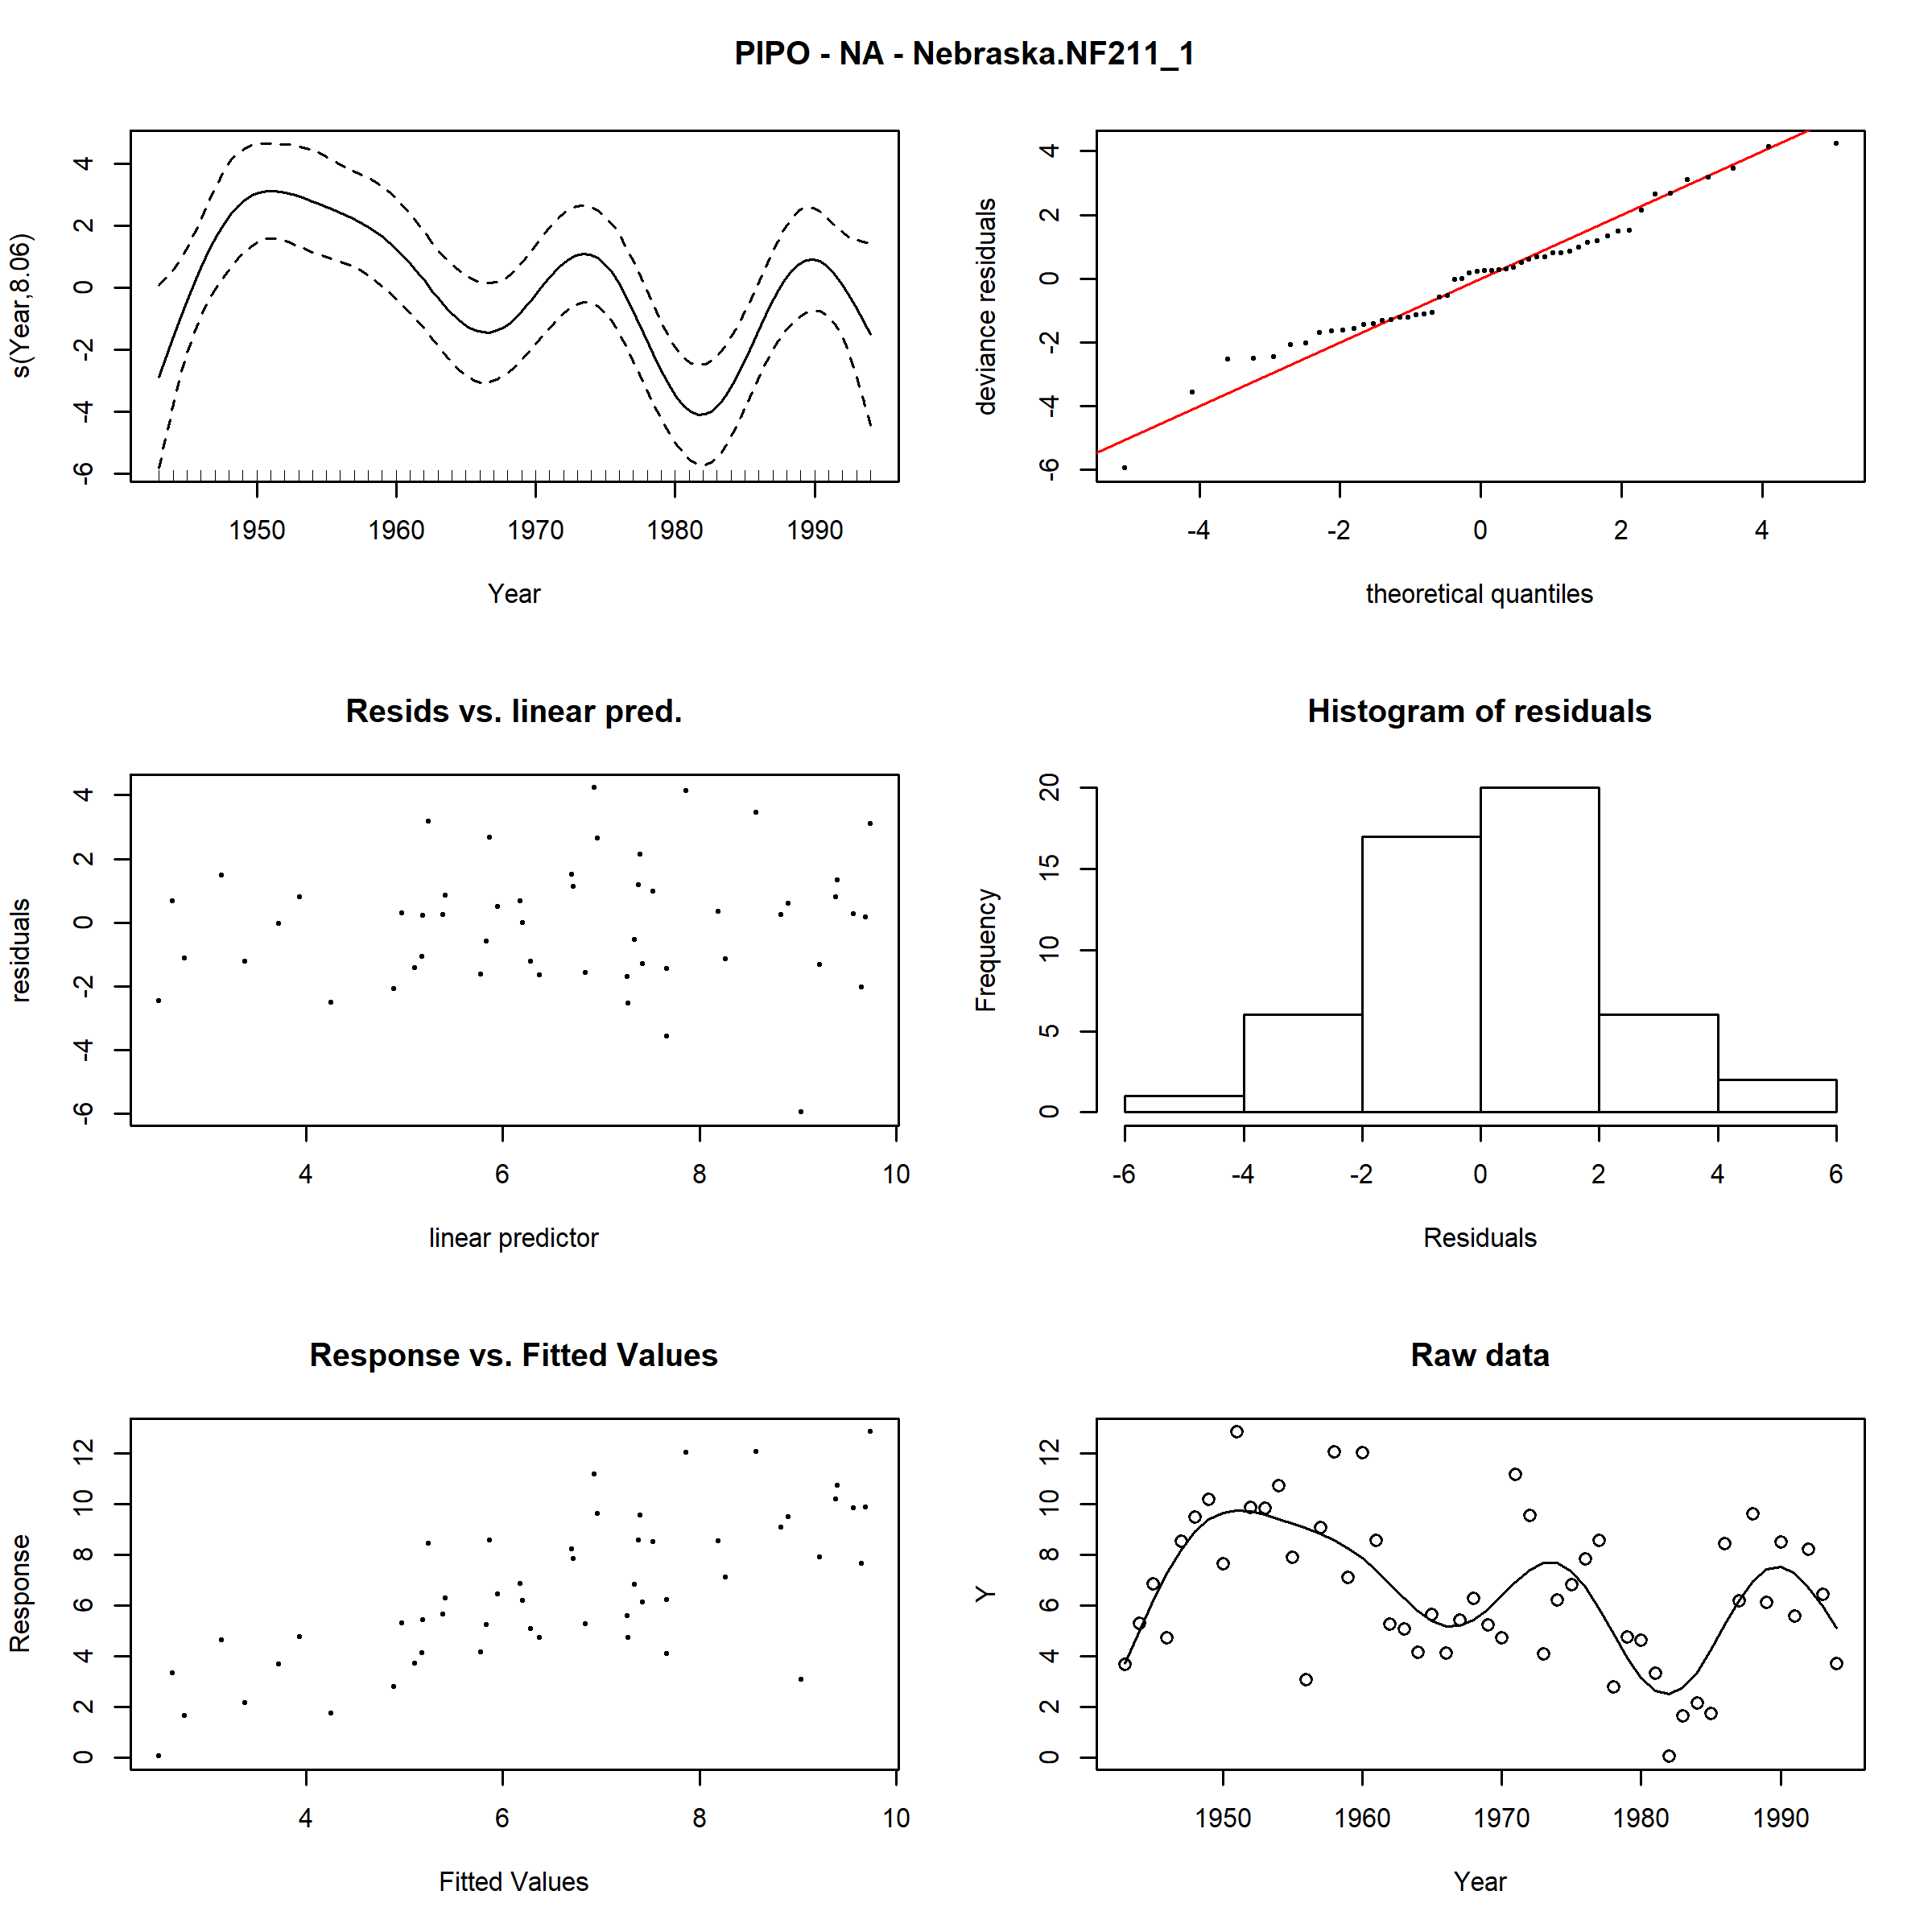 PIPO - NA - Nebraska.NF211_1
s(Year,8.06)
4
2
0
-2
-4
-6
1950 1960 1970 1980 1990
Year
deviance residuals
4
2
0
-2
-4
-6
-4 -2 0 2 4
theoretical quantiles
Resids vs. linear pred.
residuals
4
2
0
-2
-4
-6
4 6 8 10
linear predictor
Histogram of residuals
Frequency
20
15
10
5
0
-6 -4 -2 0 2 4 6
Residuals
Response vs. Fitted Values
Response
12
10
8
6
4
2
0
4 6 8 10
Fitted Values
Raw data
Y
12
10
8
6
4
2
0
1950 1960 1970 1980 1990
Year